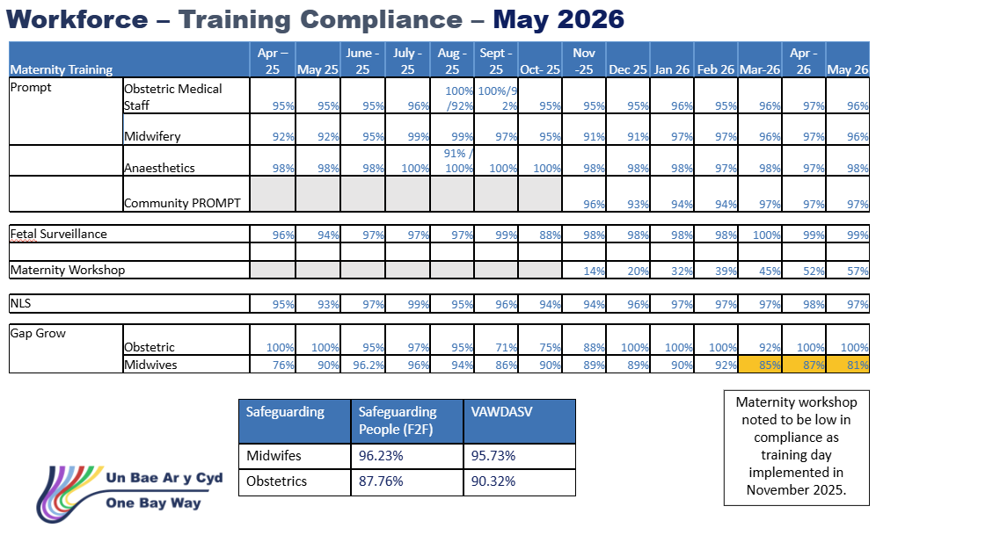 Workforce – Training Compliance – May 2026
Maternity Training Apr – 25 May 25 June - 25 July - 25 Aug - 25 Sept - 25 Oct- 25 Nov -25 Dec 25 Jan 26 Feb 26 Mar-26 Apr - 26 May 26
Prompt Obstetric Medical Staff 95% 95% 95% 96% 100% /92% 100%/92% 95% 95% 95% 96% 95% 96% 97% 96%
Midwifery 92% 92% 95% 99% 99% 97% 95% 91% 91% 97% 97% 96% 97% 96%
Anaesthetics 98% 98% 98% 100% 91% / 100% 100% 100% 98% 98% 98% 97% 98% 97% 98%
Community PROMPT 96% 93% 94% 94% 97% 97% 97%
Fetal Surveillance 96% 94% 97% 97% 97% 99% 88% 98% 98% 98% 98% 100% 99% 99%
Maternity Workshop 14% 20% 32% 39% 45% 52% 57%
NLS 95% 93% 97% 99% 95% 96% 94% 94% 96% 97% 97% 97% 98% 97%
Gap Grow
Obstetric 100% 100% 95% 97% 95% 71% 75% 88% 100% 100% 100% 92% 100% 100%
Midwives 76% 90% 96.2% 96% 94% 86% 90% 89% 89% 90% 92% 85% 87% 81%
Safeguarding Safeguarding People (F2F) VAWDASV
Midwifes 96.23% 95.73%
Obstetrics 87.76% 90.32%
Maternity workshop
noted to be low in
compliance as
training day
implemented in
November 2025.
Un Bae Ar y Cyd
One Bay Way